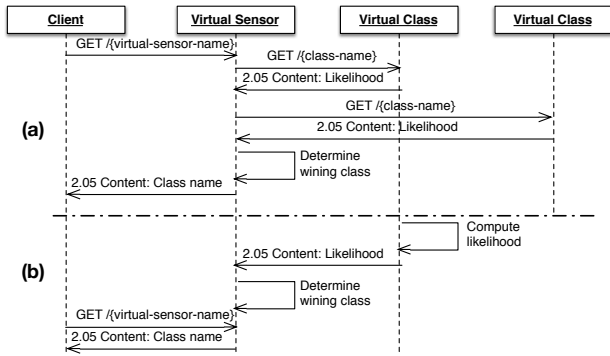 Client
Virtual Sensor
Virtual Class
Virtual Class
GET /{virtual-sensor-name}
GET /{class-name}
2.05 Content: Likelihood
GET /{class-name}
(a)
2.05 Content: Likelihood
Determine
wining class
2.05 Content: Class name
Compute
likelihood
2.05 Content: Likelihood
(b)
Determine
wining class
GET /{virtual-sensor-name}
2.05 Content: Class name